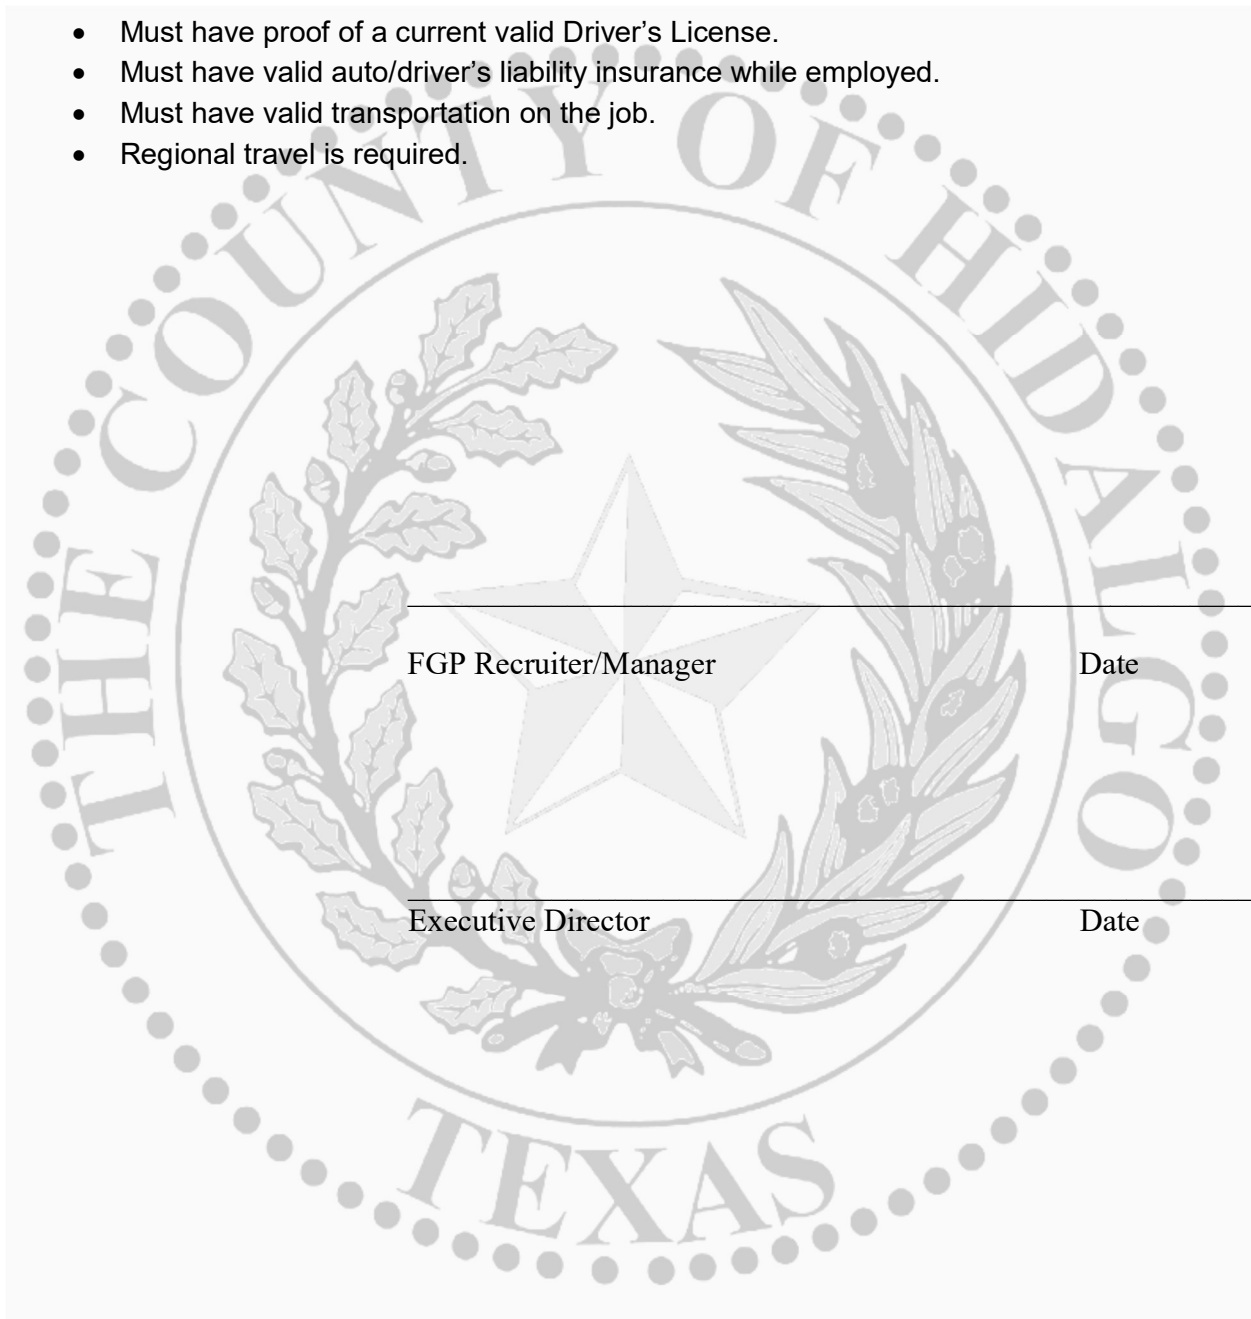 • Must have proof of a current valid Driver’s License.
• Must have valid auto/driver’s liability insurance while employed.
• Must have valid transportation on the job.
• Regional travel is required.
THE COUNTY OF HIDALGO
FGP Recruiter/Manager Date
Executive Director Date
TEXAS